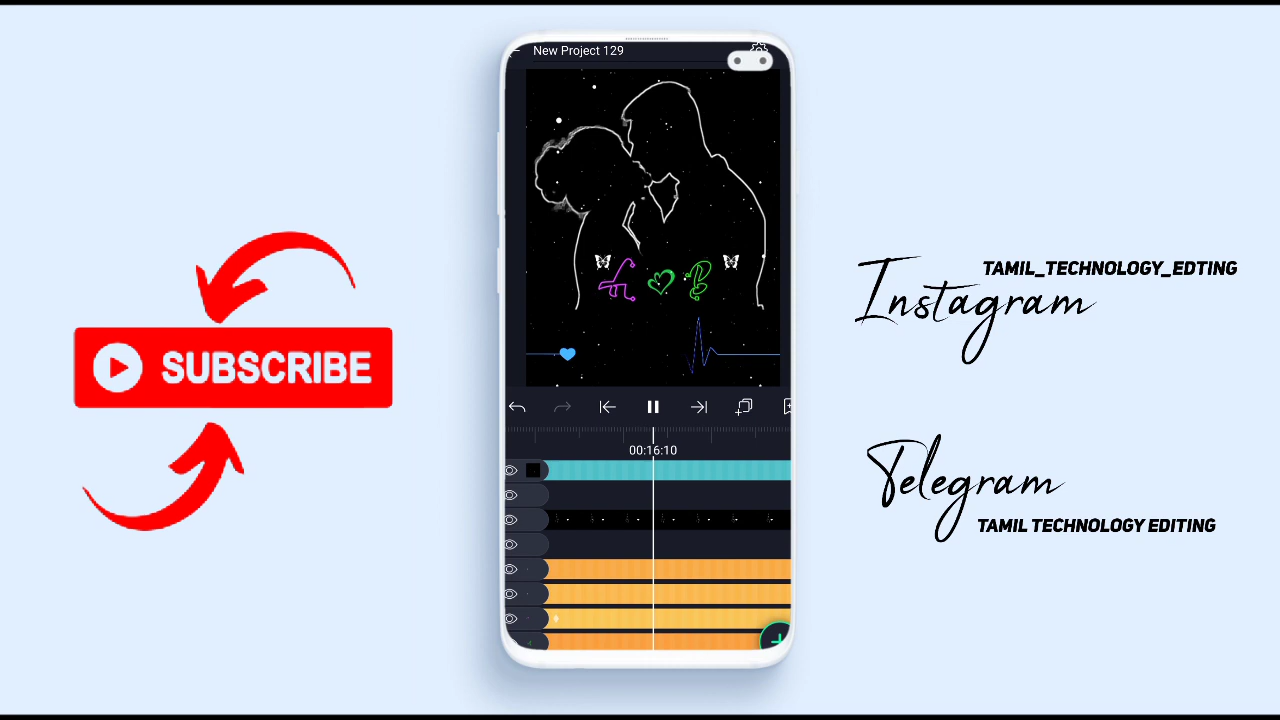 New Project 129
SUBSCRIBE
TAMIL_TECHNOLOGY_EDTING
Instagram
B
00:16:10
Telegram
TAMIL TECHNOLOGY EDITING